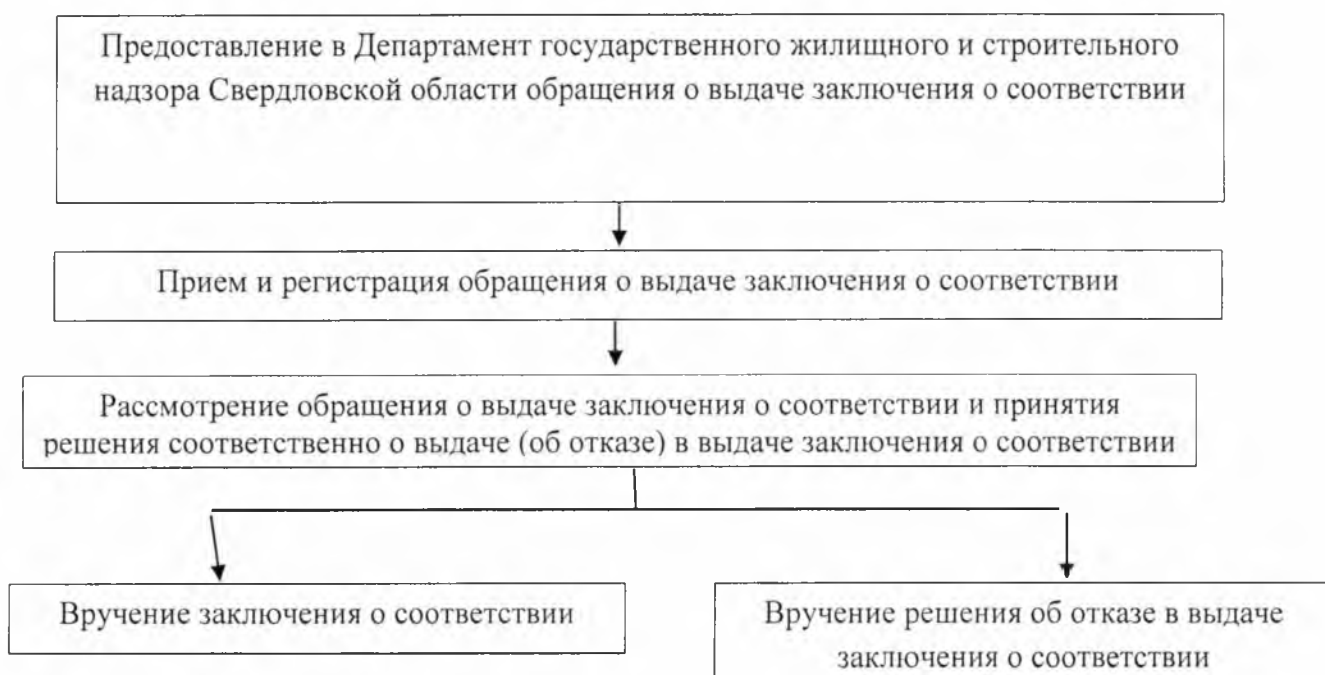 Предоставление в Департамент государственного жилищного и строительного
надзора Свердловской области обращения о выдаче заключения о соответствии
Прием и регистрация обращения о выдаче заключения о соответствии
Рассмотрение обращения о выдаче заключения о соответствии и принятия
решения соответственно о выдаче (об отказе) в выдаче заключения о соответствии
Вручение заключения о соответствии
Вручение решения об отказе в выдаче
заключения о соответствии